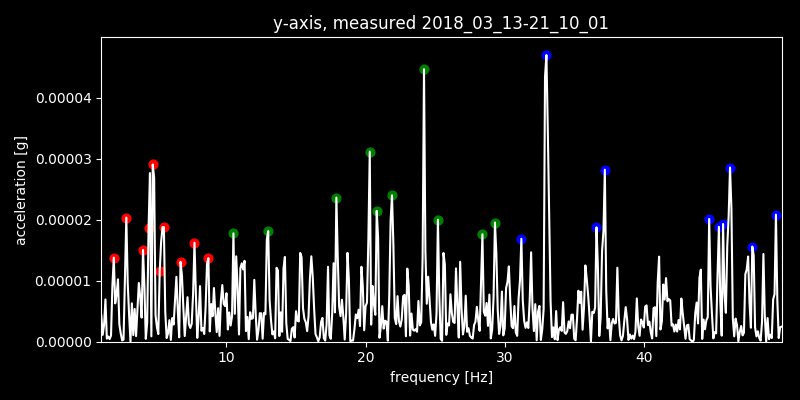 y-axis, measured 2018_03_13-21_10_01
acceleration [g]
0.00004
0.00003
0.00002
0.00001
0.00000
10 20 30 40
frequency [Hz]